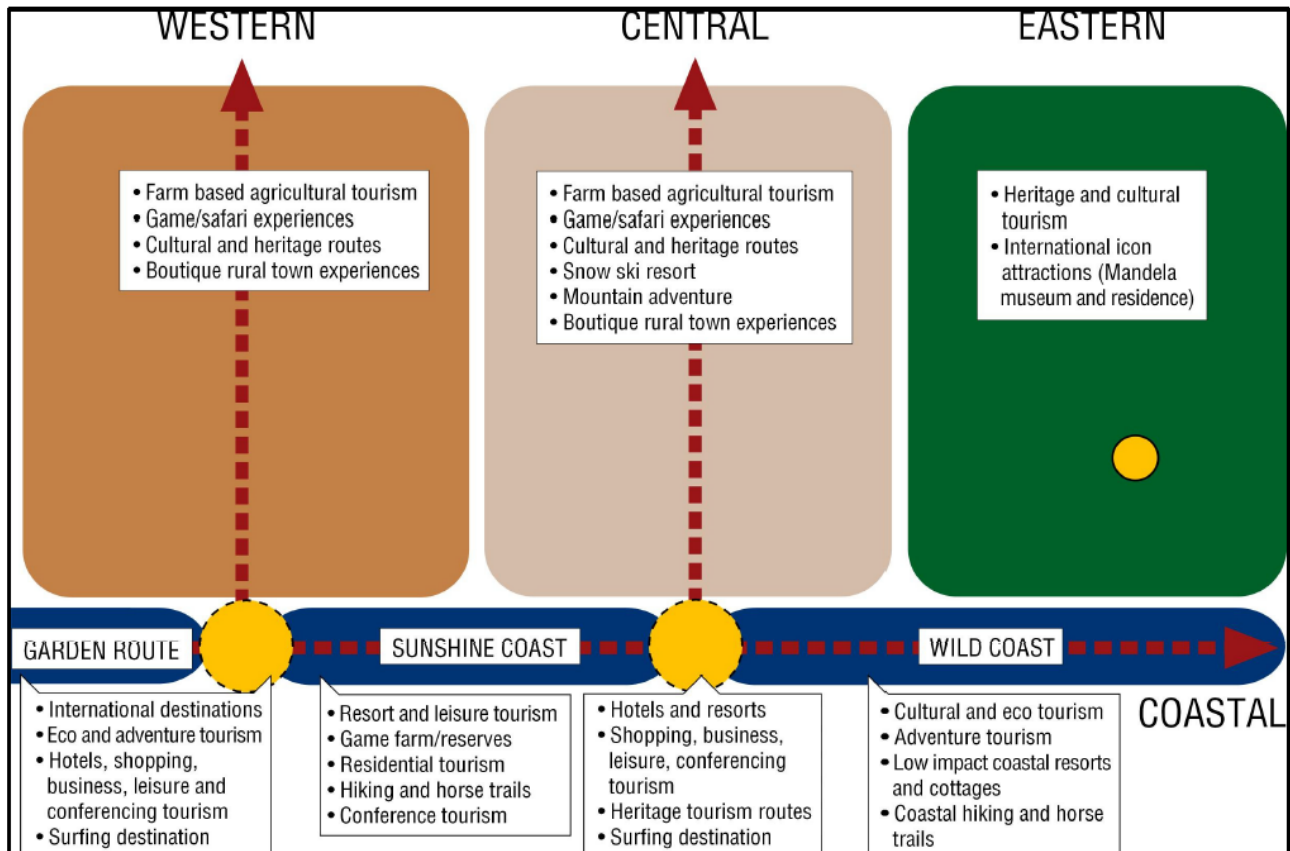 WESTERN
CENTRAL
EASTERN
• Farm based agricultural tourism
• Game/safari experiences
• Cultural and heritage routes
• Boutique rural town experiences
• Farm based agricultural tourism
• Game/safari experiences
• Cultural and heritage routes
• Snow ski resort
• Mountain adventure
• Boutique rural town experiences
• Heritage and cultural
tourism
• International icon
attractions (Mandela
museum and residence)
GARDEN ROUTE
SUNSHINE COAST
WILD COAST
COASTAL
• International destinations
• Eco and adventure tourism
• Hotels, shopping,
business, leisure and
conferencing tourism
• Surfing destination
• Resort and leisure tourism
• Game farm/reserves
• Residential tourism
• Hiking and horse trails
• Conference tourism
• Hotels and resorts
• Shopping, business,
leisure, conferencing
tourism
• Heritage tourism routes
• Surfing destination
• Cultural and eco tourism
• Adventure tourism
• Low impact coastal resorts
and cottages
• Coastal hiking and horse
trails